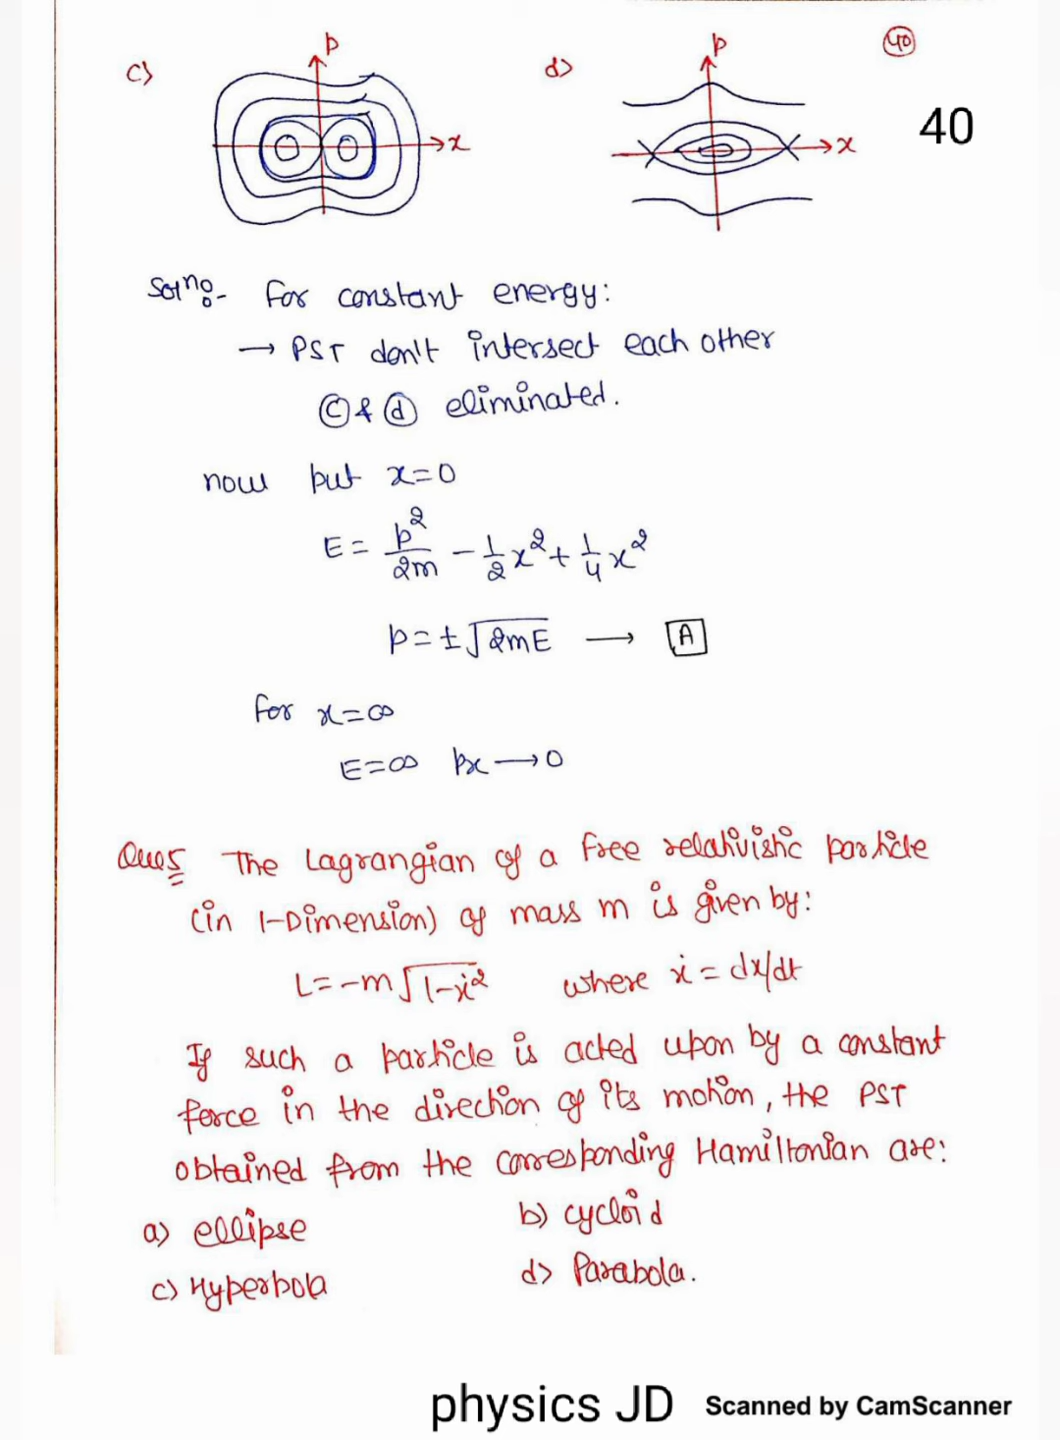 c) p x d) p x 40
40
Solno- For constant energy:
→ PST don't intersect each other
ⓒ & ⓓ eliminated.
now put x=0
E = p²/2m - 1/2 x² + 1/4 x²
p = ±√2mE → A
For x=∞
E=∞ px → 0
Ques The Lagrangian of a free relativistic particle
(in 1-Dimension) of mass m is given by:
L = -m√1-ẋ² where ẋ = dx/dt
If such a particle is acted upon by a constant
force in the direction of its motion, the PST
obtained from the corresponding Hamiltonian are:
a) ellipse b) cycloid
c) Hyperbola d) Parabola.
physics JD Scanned by CamScanner